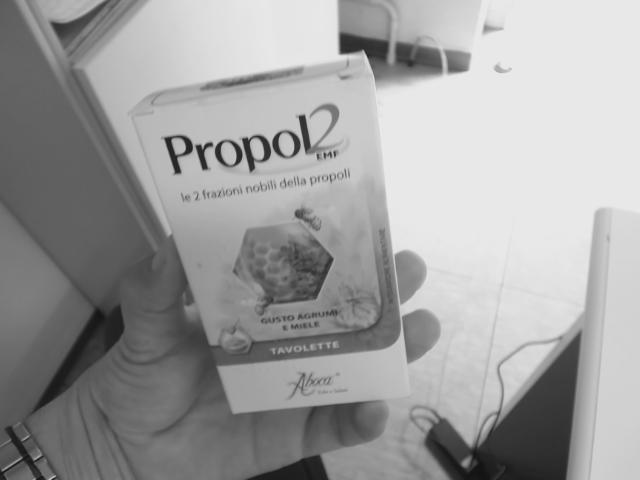 Propol2
EMF
le 2 frazioni nobili della propoli
GUSTO AGRUMI
E MIELE
TAVOLETTE
Aboca